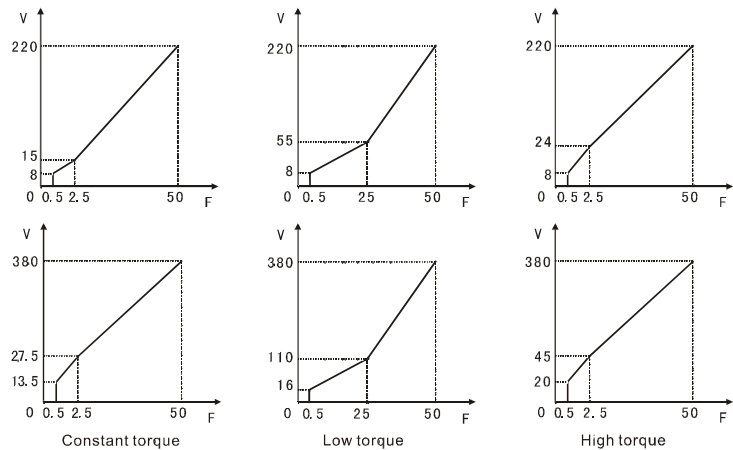 V V V
220 220 220
15 55 24
8 8 8
0 0.5 2.5 50 F 0 0.5 25 50 F 0 0.5 2.5 50 F
V V V
380 380 380
27.5 110 45
13.5 16 20
0 0.5 2.5 50 F 0 0.5 25 50 F 0 0.5 2.5 50 F
Constant torque Low torque High torque